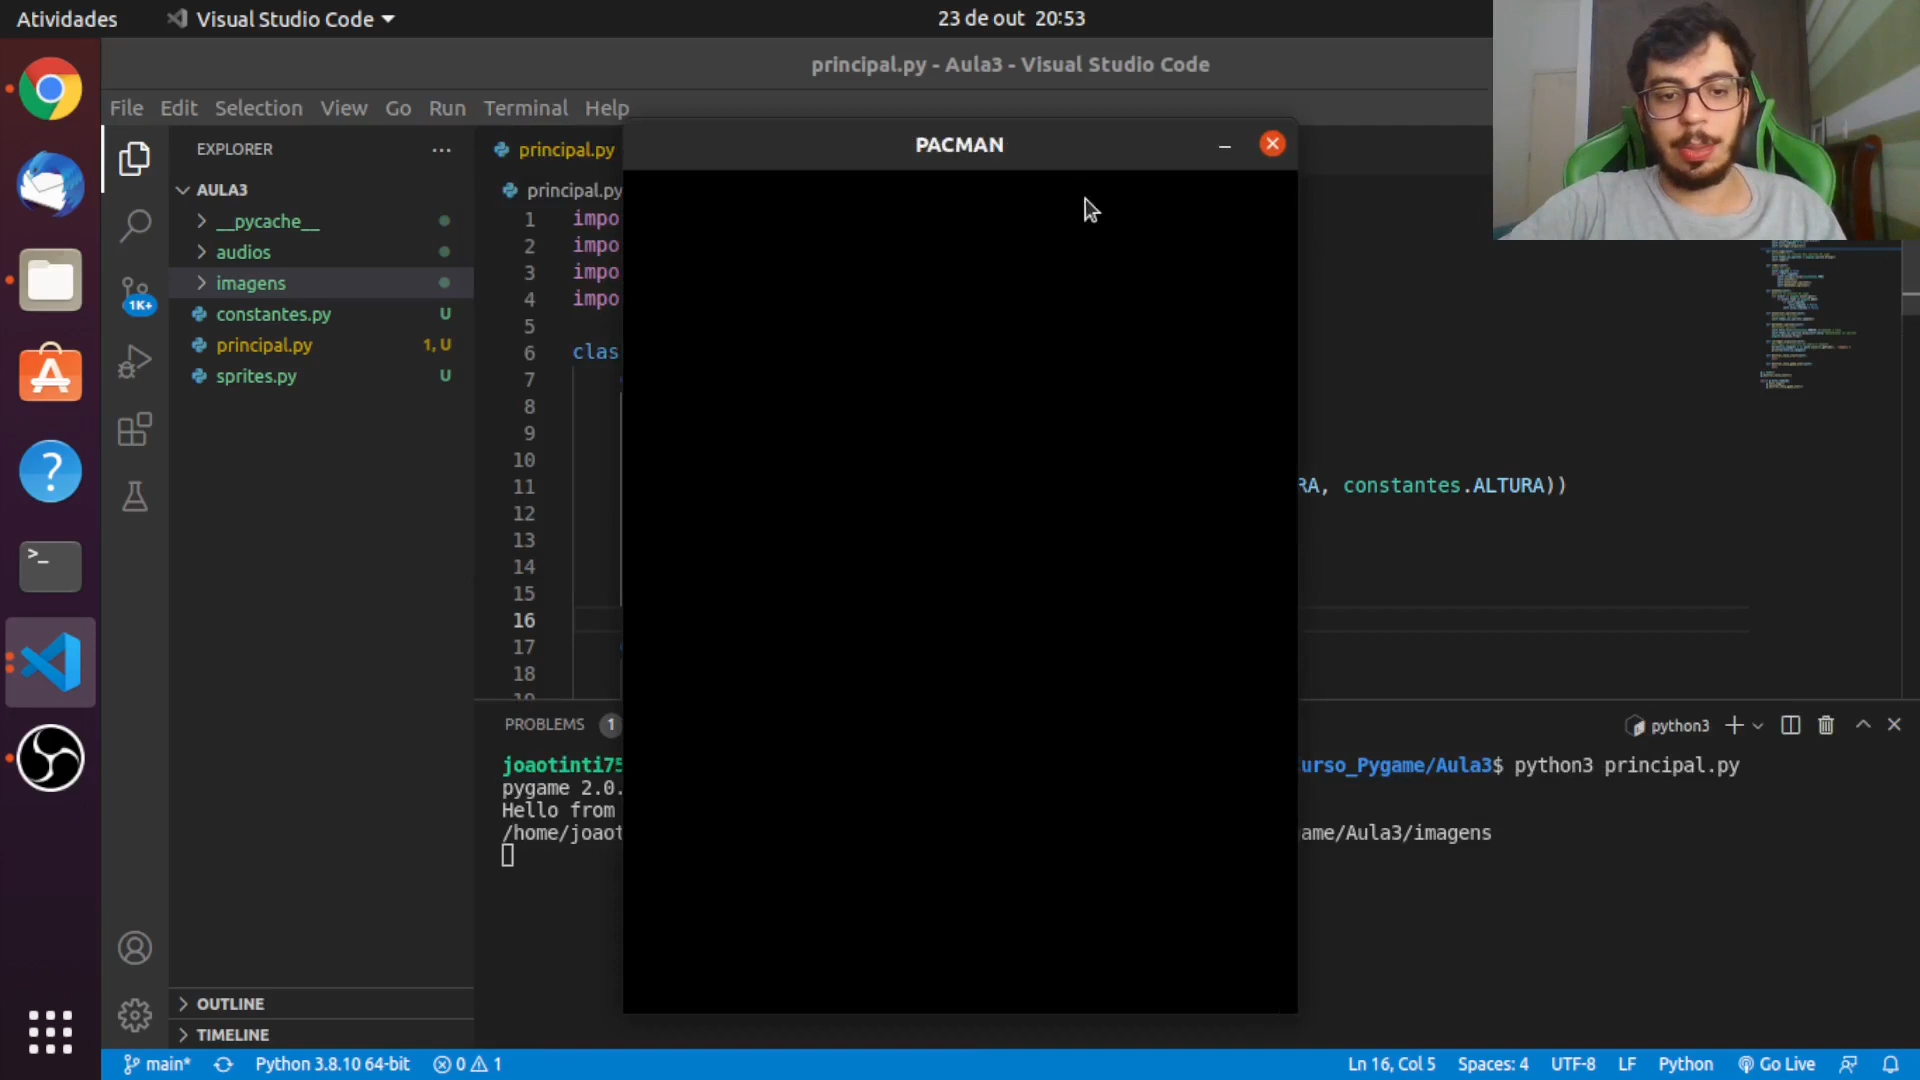 Atividades
Visual Studio Code
23 de out 20:53
principal.py - Aula3 - Visual Studio Code
File Edit Selection View Go Run Terminal Help
EXPLORER
AULA3
__pycache__
audios
imagens
constantes.py U
principal.py 1, U
sprites.py U
OUTLINE
TIMELINE
1K+
principal.py
principal.py
1 impo
2 impo
3 impo
4 impo
5
6 clas
7
8
9
10
11 RA, constantes.ALTURA))
12
13
14
15
16
17
18
PACMAN
PROBLEMS 1
python3
joaotinti75 urso_Pygame/Aula3$ python3 principal.py
pygame 2.0.
Hello from
/home/joaot ame/Aula3/imagens
main* Python 3.8.10 64-bit 0 1 Ln 16, Col 5 Spaces: 4 UTF-8 LF Python Go Live